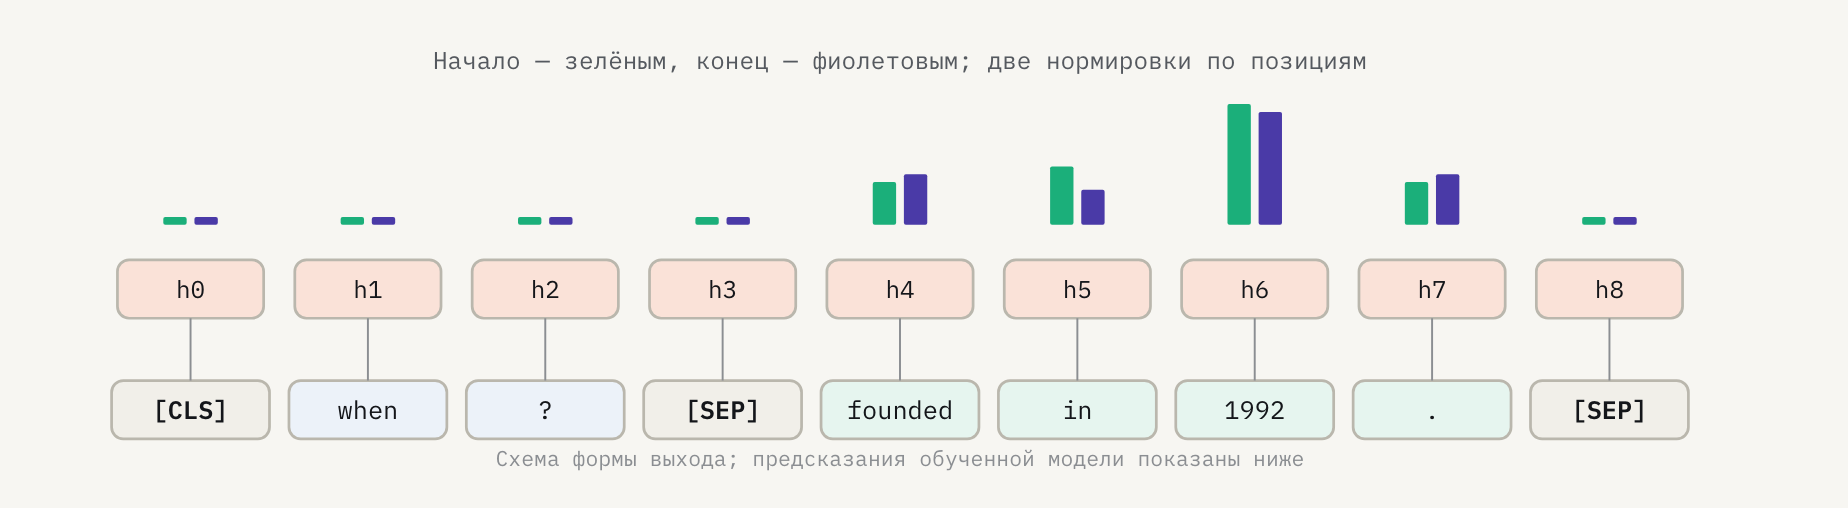 Начало — зелёным, конец — фиолетовым; две нормировки по позициям
h0 h1 h2 h3 h4 h5 h6 h7 h8
[CLS] when ? [SEP] founded in 1992 . [SEP]
Схема формы выхода; предсказания обученной модели показаны ниже